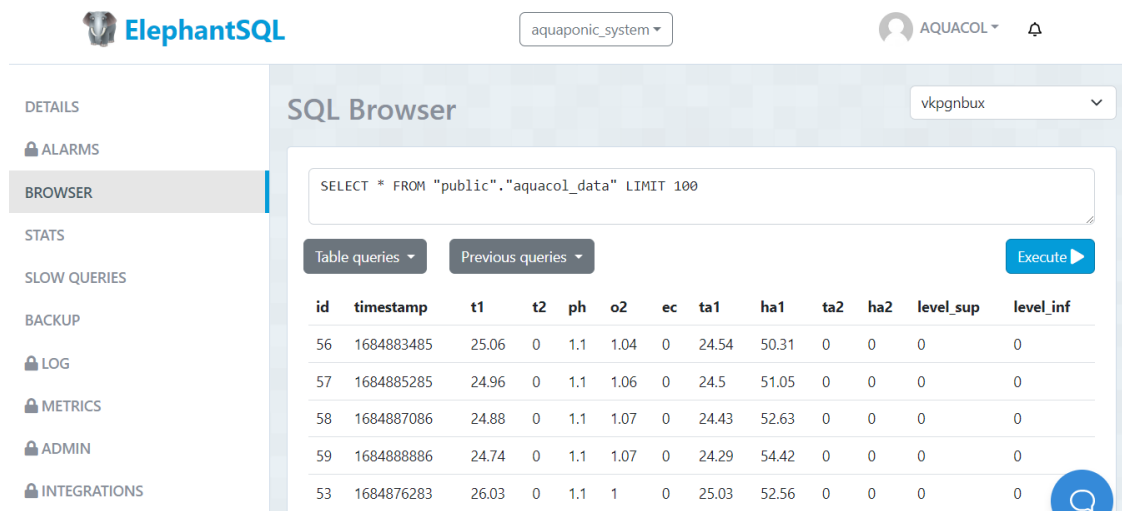 ElephantSQL
aquaponic_system
AQUACOL
DETAILS
ALARMS
BROWSER
STATS
SLOW QUERIES
BACKUP
LOG
METRICS
ADMIN
INTEGRATIONS
SQL Browser
vkpgnbux
SELECT * FROM "public"."aquacol_data" LIMIT 100
Table queries
Previous queries
Execute
id timestamp t1 t2 ph o2 ec ta1 ha1 ta2 ha2 level_sup level_inf
56 1684883485 25.06 0 1.1 1.04 0 24.54 50.31 0 0 0 0
57 1684885285 24.96 0 1.1 1.06 0 24.5 51.05 0 0 0 0
58 1684887086 24.88 0 1.1 1.07 0 24.43 52.63 0 0 0 0
59 1684888886 24.74 0 1.1 1.07 0 24.29 54.42 0 0 0 0
53 1684876283 26.03 0 1.1 1 0 25.03 52.56 0 0 0 0